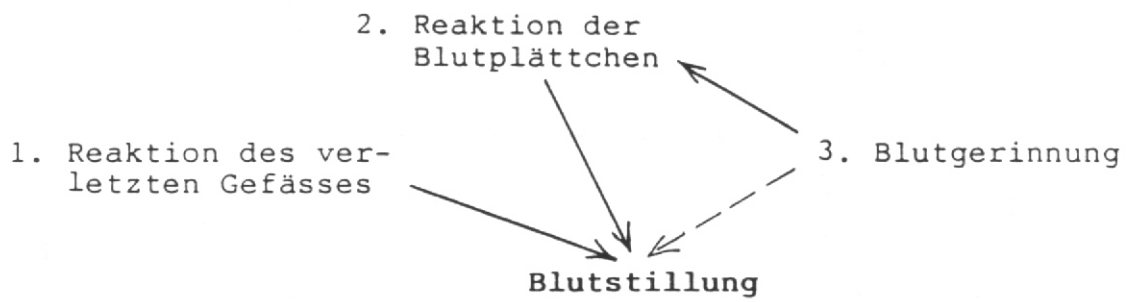 2. Reaktion der
Blutplättchen
1. Reaktion des ver-
letzten Gefässes
3. Blutgerinnung
Blutstillung